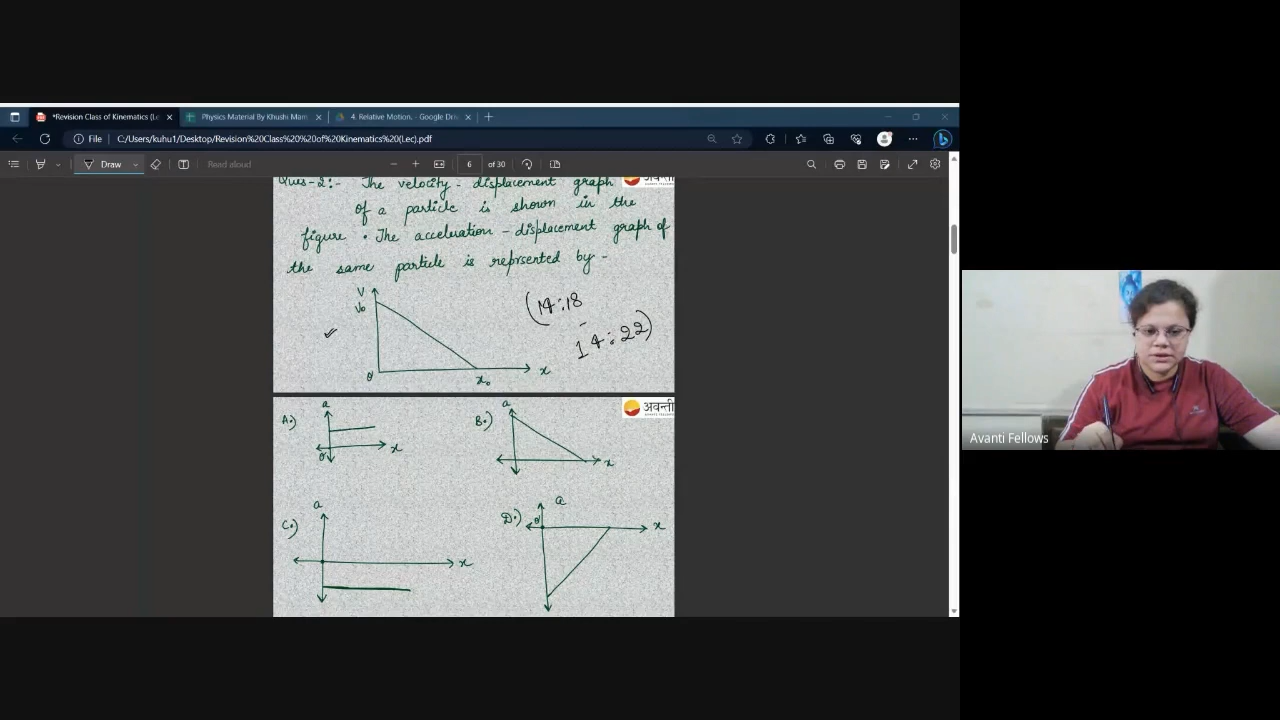 *Revision Class of Kinematics (Le
Physics Material By Khushi Mam
4. Relative Motion. - Google Dri
File
C:/Users/kuhu1/Desktop/Revision%20Class%20%20of%20Kinematics%20(Lec).pdf
Draw
Read aloud
6
of 30
Ques-2:- The velocity - displacement graph
of a particle is shown in the
figure. The acceleration - displacement graph of
the same particle is reprsented by -
V
V₀
0
x₀
x
(14:18
-
14:22)
अवन्ती
A.)
a
0
x
B.)
a
x
C.)
a
x
D.)
a
0
x
Avanti Fellows